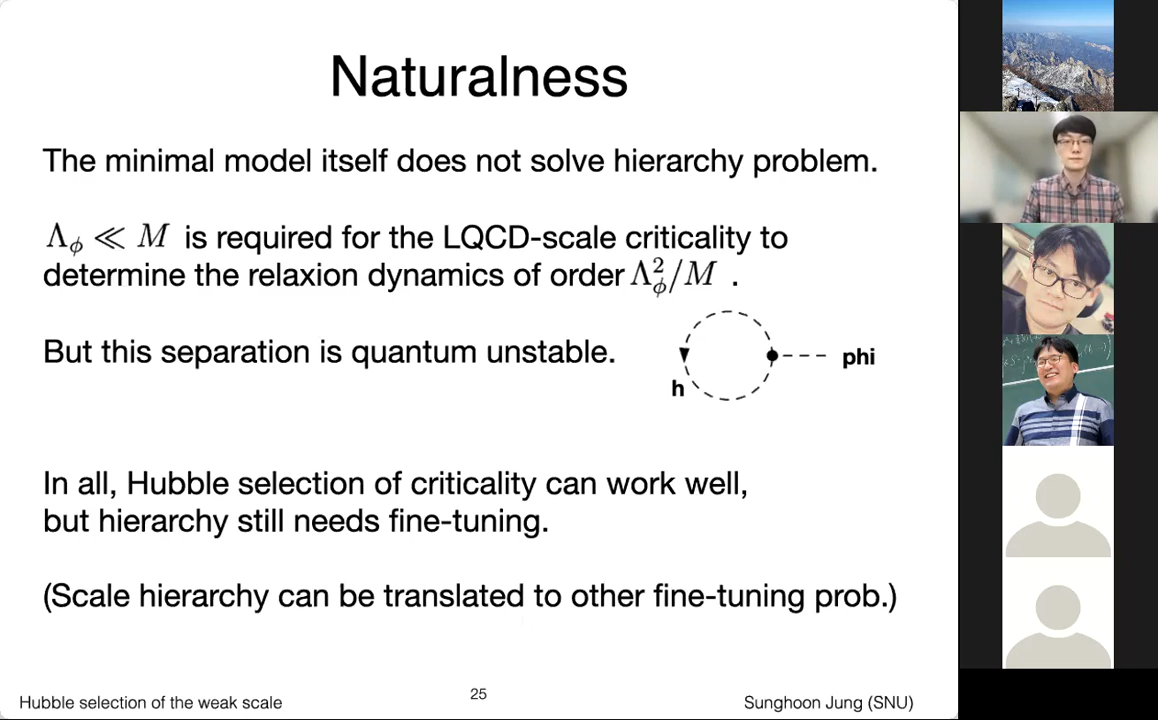 Naturalness
The minimal model itself does not solve hierarchy problem.
Λ_ϕ ≪ M is required for the LQCD-scale criticality to
determine the relaxion dynamics of order Λ_ϕ^2/M .
But this separation is quantum unstable.
phi
h
In all, Hubble selection of criticality can work well,
but hierarchy still needs fine-tuning.
(Scale hierarchy can be translated to other fine-tuning prob.)
Hubble selection of the weak scale
25
Sunghoon Jung (SNU)